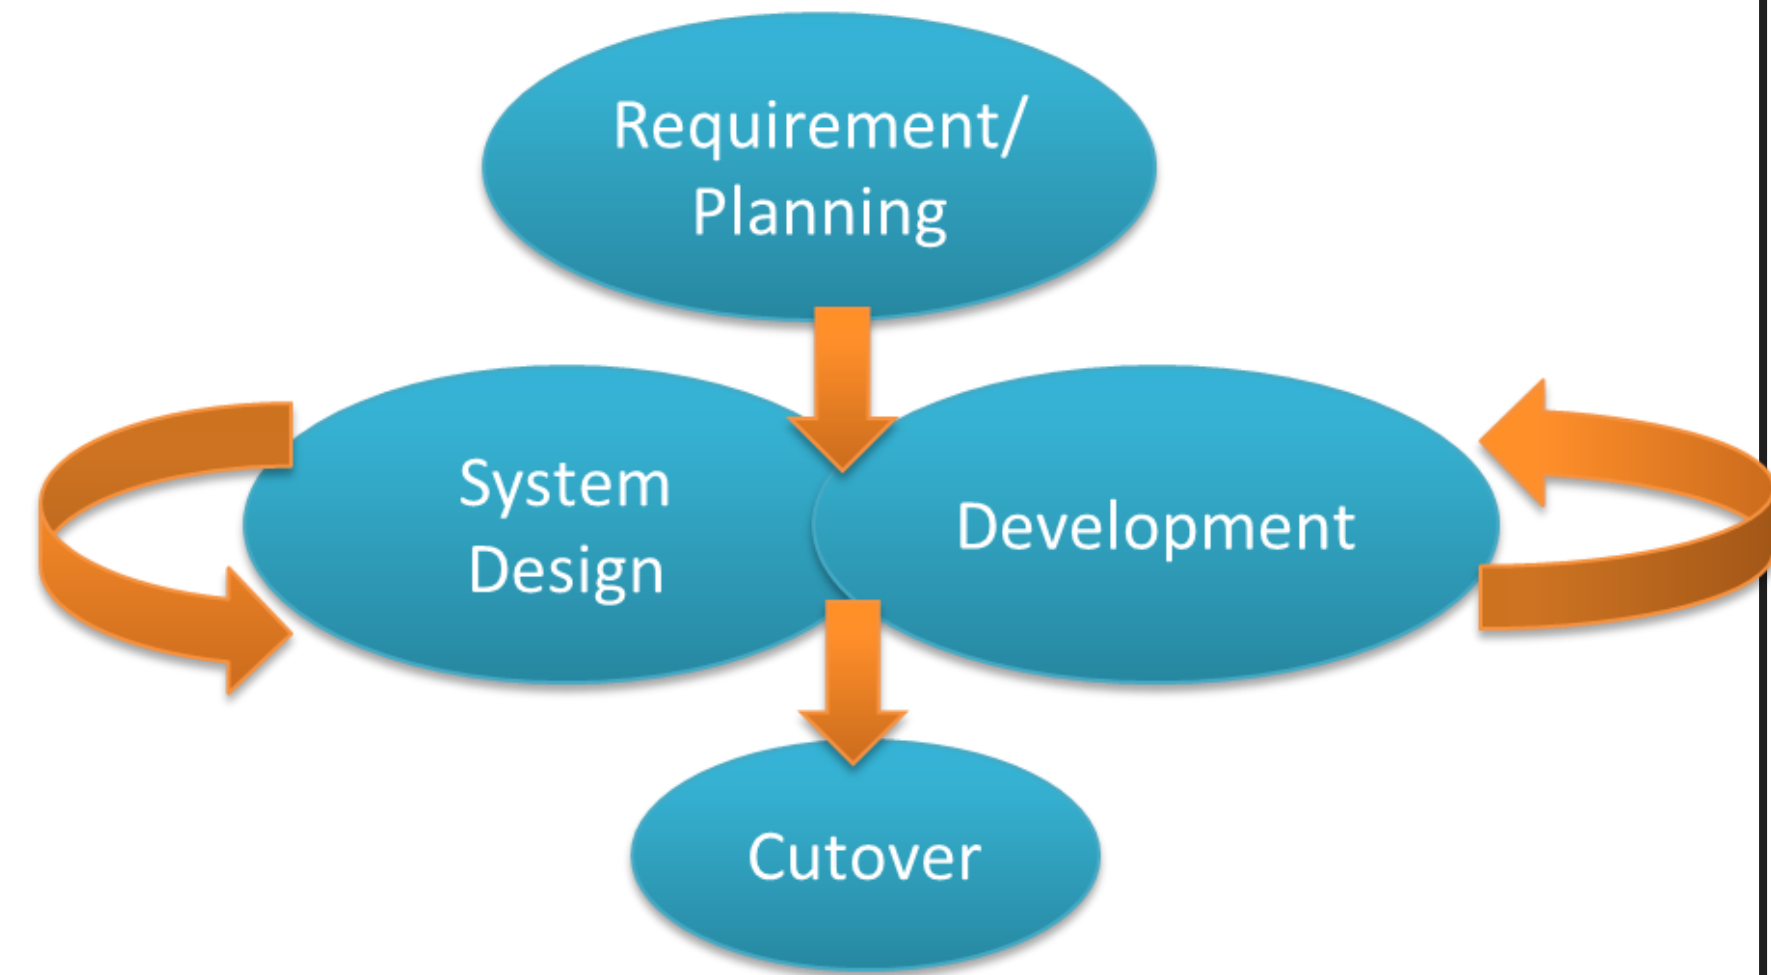 Requirement/
Planning
System
Design
Development
Cutover